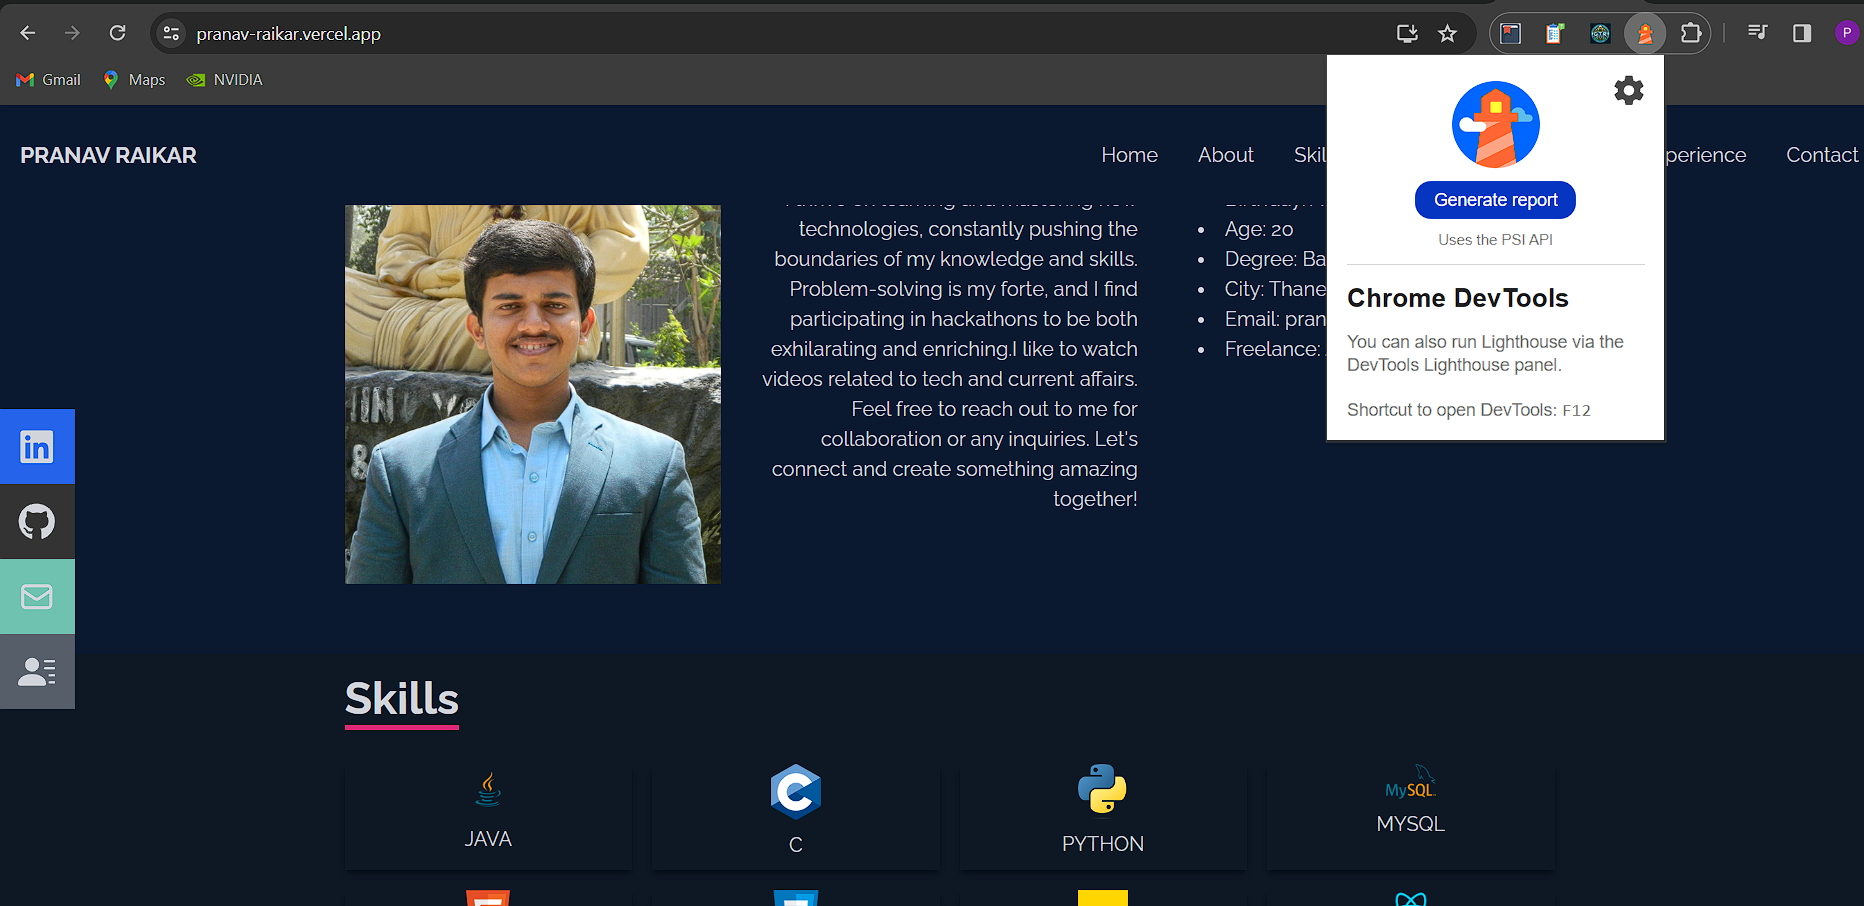 pranav-raikar.vercel.app
P
Gmail
Maps
NVIDIA
PRANAV RAIKAR
Home
About
Skil
perience
Contact
technologies, constantly pushing the
boundaries of my knowledge and skills.
Problem-solving is my forte, and I find
participating in hackathons to be both
exhilarating and enriching.I like to watch
videos related to tech and current affairs.
Feel free to reach out to me for
collaboration or any inquiries. Let's
connect and create something amazing
together!
Age: 20
Degree: Ba
City: Thane
Email: pran
Freelance:
Generate report
Uses the PSI API
Chrome DevTools
You can also run Lighthouse via the
DevTools Lighthouse panel.
Shortcut to open DevTools: F12
in
Skills
JAVA
C
C
PYTHON
MySQL
MYSQL